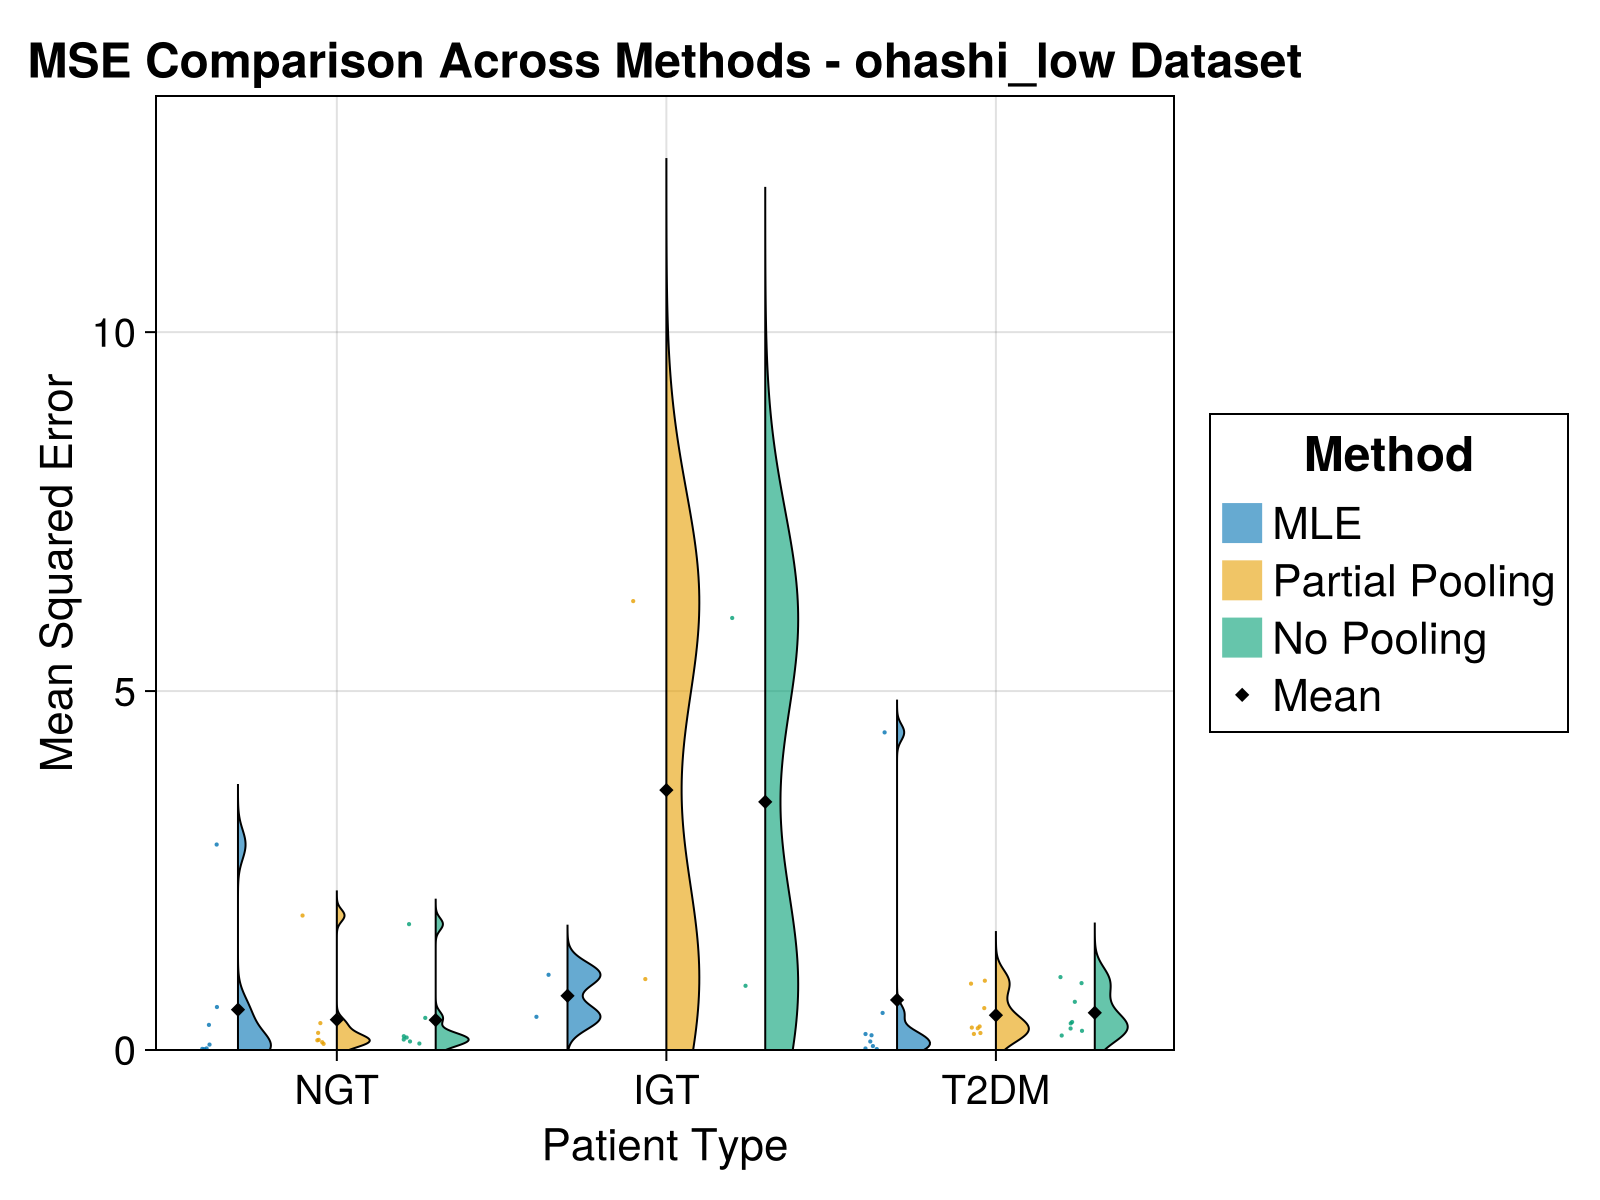 MSE Comparison Across Methods - ohashi_low Dataset
Mean Squared Error
10
5
0
NGT
IGT
T2DM
Patient Type
Method
MLE
Partial Pooling
No Pooling
Mean